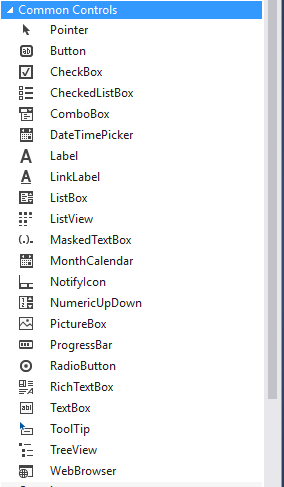 Common Controls
Pointer
Button
CheckBox
CheckedListBox
ComboBox
DateTimePicker
Label
LinkLabel
ListBox
ListView
MaskedTextBox
MonthCalendar
NotifyIcon
NumericUpDown
PictureBox
ProgressBar
RadioButton
RichTextBox
TextBox
ToolTip
TreeView
WebBrowser